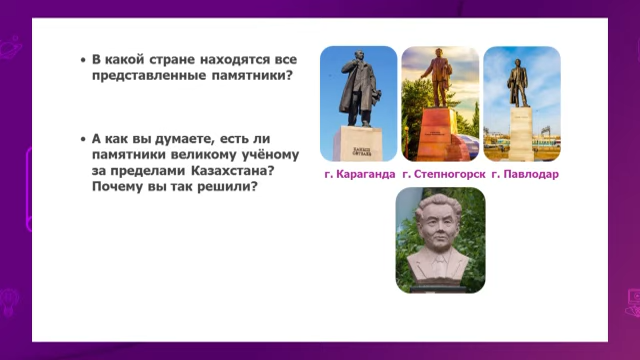 • В какой стране находятся все
представленные памятники?
• А как вы думаете, есть ли
памятники великому учёному
за пределами Казахстана?
Почему вы так решили?
г. Караганда г. Степногорск г. Павлодар